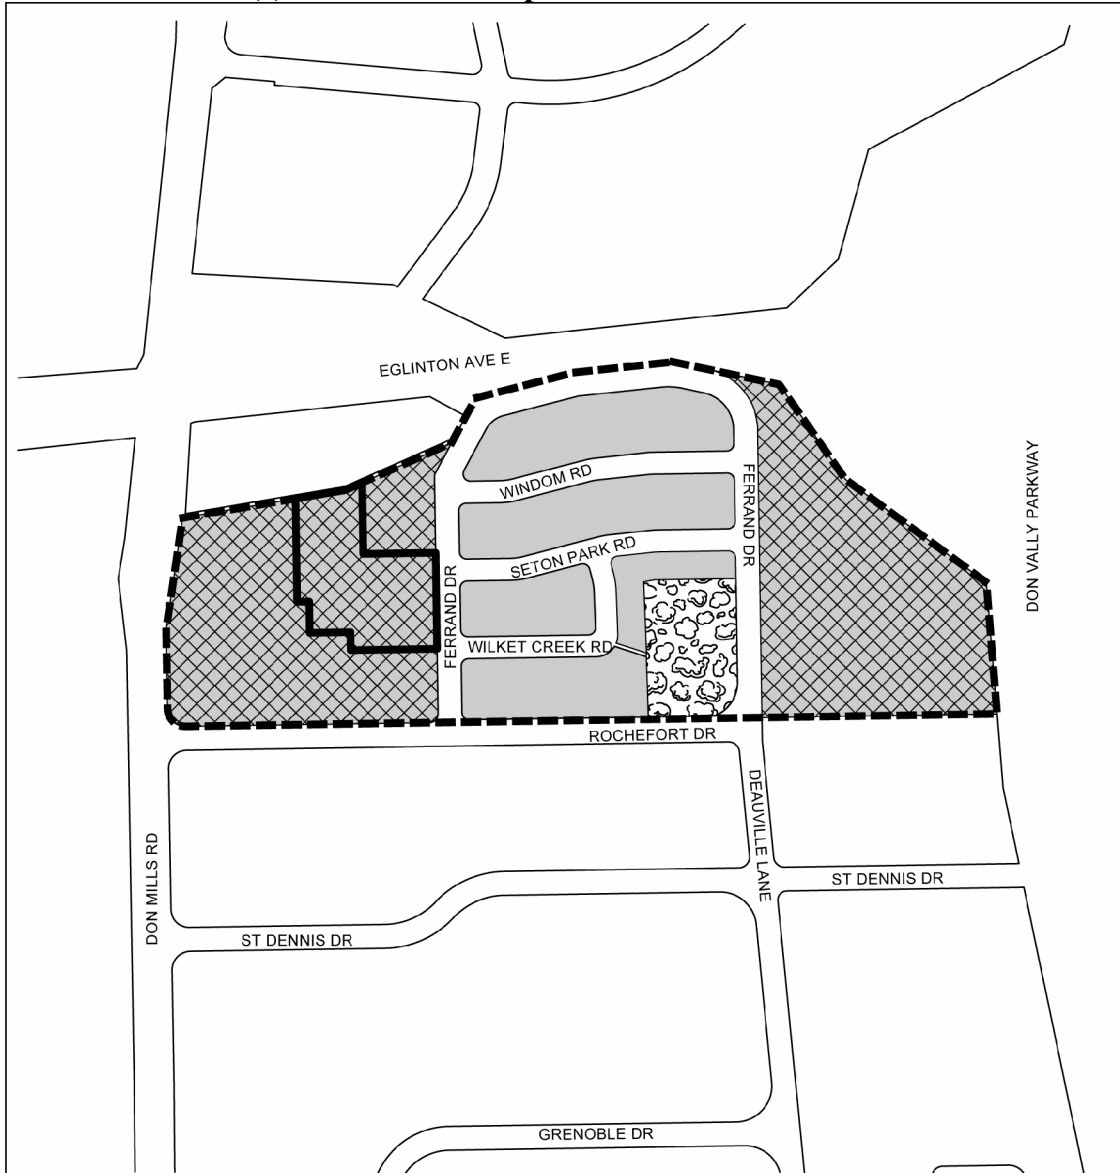 EGLINTON AVE E
WINDOM RD
FERRAND DR
DON VALLY PARKWAY
SETON PARK RD
FERRAND DR
WILKET CREEK RD
ROCHEFORT DR
DEAUVILLE LANE
DON MILLS RD
ST DENNIS DR
ST DENNIS DR
GRENOBLE DR